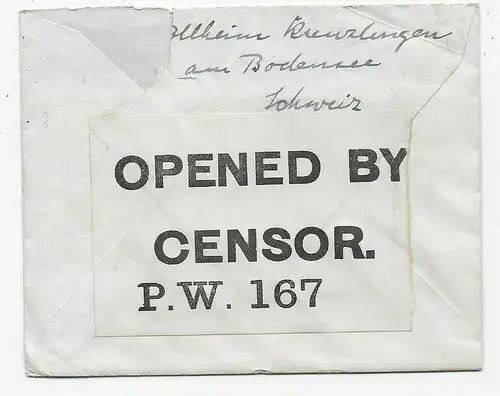 Kreuzlingen
am Bodensee
Schweiz
OPENED BY
CENSOR.
P.W. 167